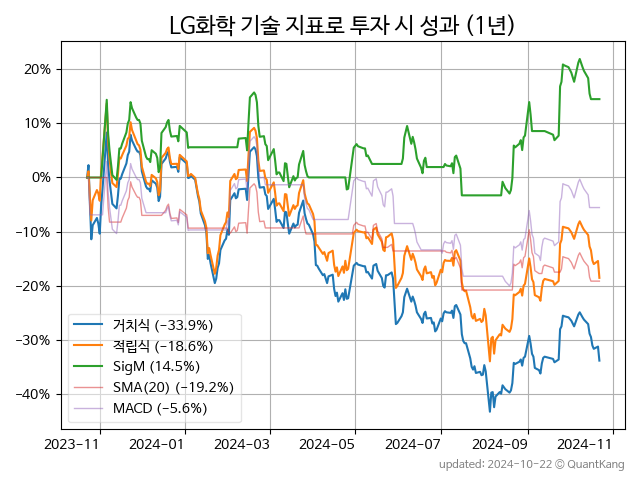 LG화학 기술 지표로 투자 시 성과 (1년)
20%
10%
0%
−10%
−20%
−30%
−40%
거치식 (−33.9%)
적립식 (−18.6%)
SigM (14.5%)
SMA(20) (−19.2%)
MACD (−5.6%)
2023-11
2024-01
2024-03
2024-05
2024-07
2024-09
2024-11
updated: 2024-10-22 © QuantKang